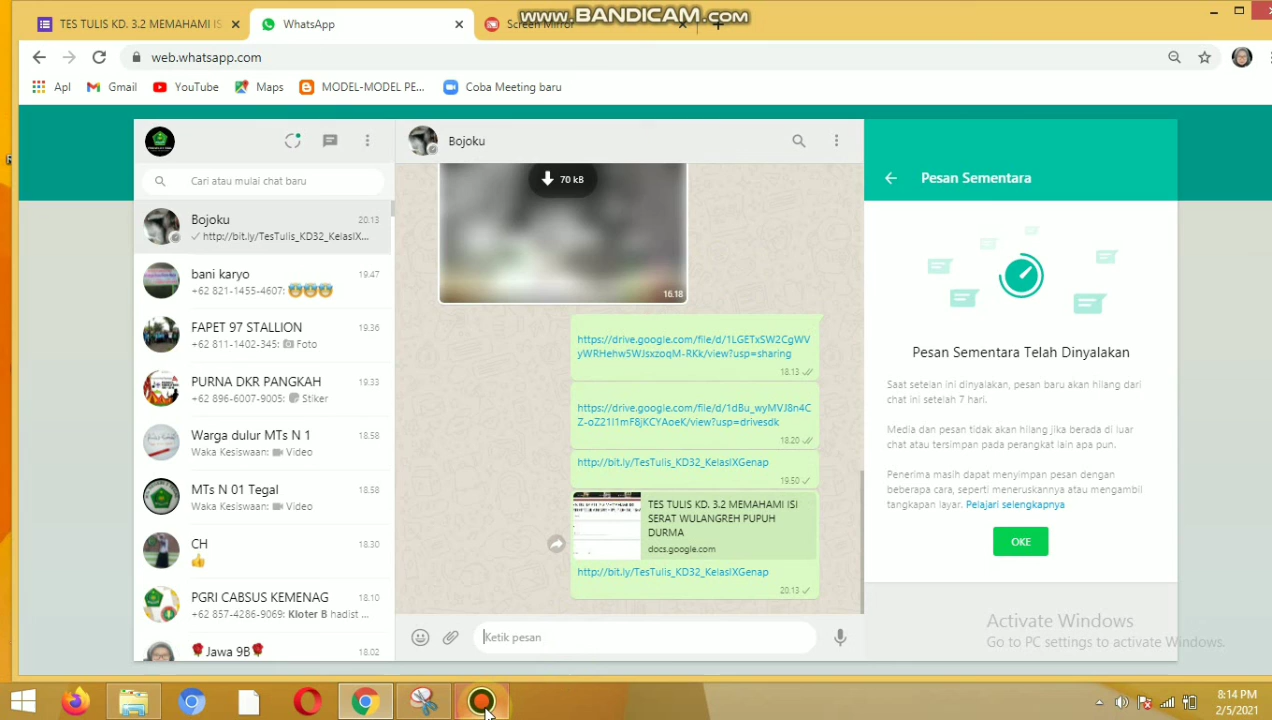 TES TULIS KD. 3.2 MEMAHAMI IS
WhatsApp
Screen Mirror
www.BANDICAM.com
web.whatsapp.com
Apl
Gmail
YouTube
Maps
MODEL-MODEL PE...
Coba Meeting baru
Cari atau mulai chat baru
Bojoku
20.13
http://bit.ly/TesTulis_KD32_KelasIX...
bani karyo
19.47
+62 821-1455-4607:
FAPET 97 STALLION
19.36
+62 811-1402-345: Foto
PURNA DKR PANGKAH
19.33
+62 896-6007-9005: Stiker
Warga dulur MTs N 1
18.58
Waka Kesiswaan: Video
MTs N 01 Tegal
18.58
Waka Kesiswaan: Video
CH
18.30
PGRI CABSUS KEMENAG
18.10
+62 857-4286-9069: Kloter B hadist ...
Jawa 9B
18.02
Bojoku
70 kB
16.18
https://drive.google.com/file/d/1LGETxSW2CgWV
yWRHehw5WJsxzoqM-RKk/view?usp=sharing
18.13
https://drive.google.com/file/d/1dBu_wyMVJ8n4C
Z-oZ21I1mF8jKCYAoeK/view?usp=drivesdk
18.20
http://bit.ly/TesTulis_KD32_KelasIXGenap
19.50
TES TULIS KD. 3.2 MEMAHAMI ISI
SERAT WULANGREH PUPUH
DURMA
docs.google.com
http://bit.ly/TesTulis_KD32_KelasIXGenap
20.13
Ketik pesan
Pesan Sementara
Pesan Sementara Telah Dinyalakan
Saat setelan ini dinyalakan, pesan baru akan hilang dari
chat ini setelah 7 hari.
Media dan pesan tidak akan hilang jika berada di luar
chat atau tersimpan pada perangkat lain apa pun.
Penerima masih dapat menyimpan pesan dengan
beberapa cara, seperti meneruskannya atau mengambil
tangkapan layar. Pelajari selengkapnya
OKE
Activate Windows
Go to PC settings to activate Windows.
8:14 PM
2/5/2021